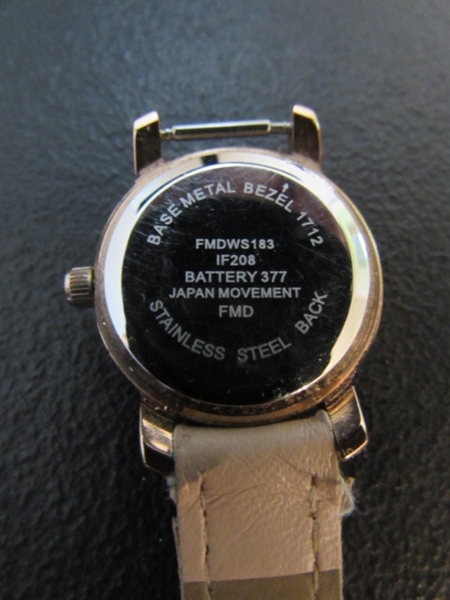 BASE METAL BEZEL 1712
FMDWS183
IF208
BATTERY 377
JAPAN MOVEMENT
FMD
STAINLESS STEEL BACK